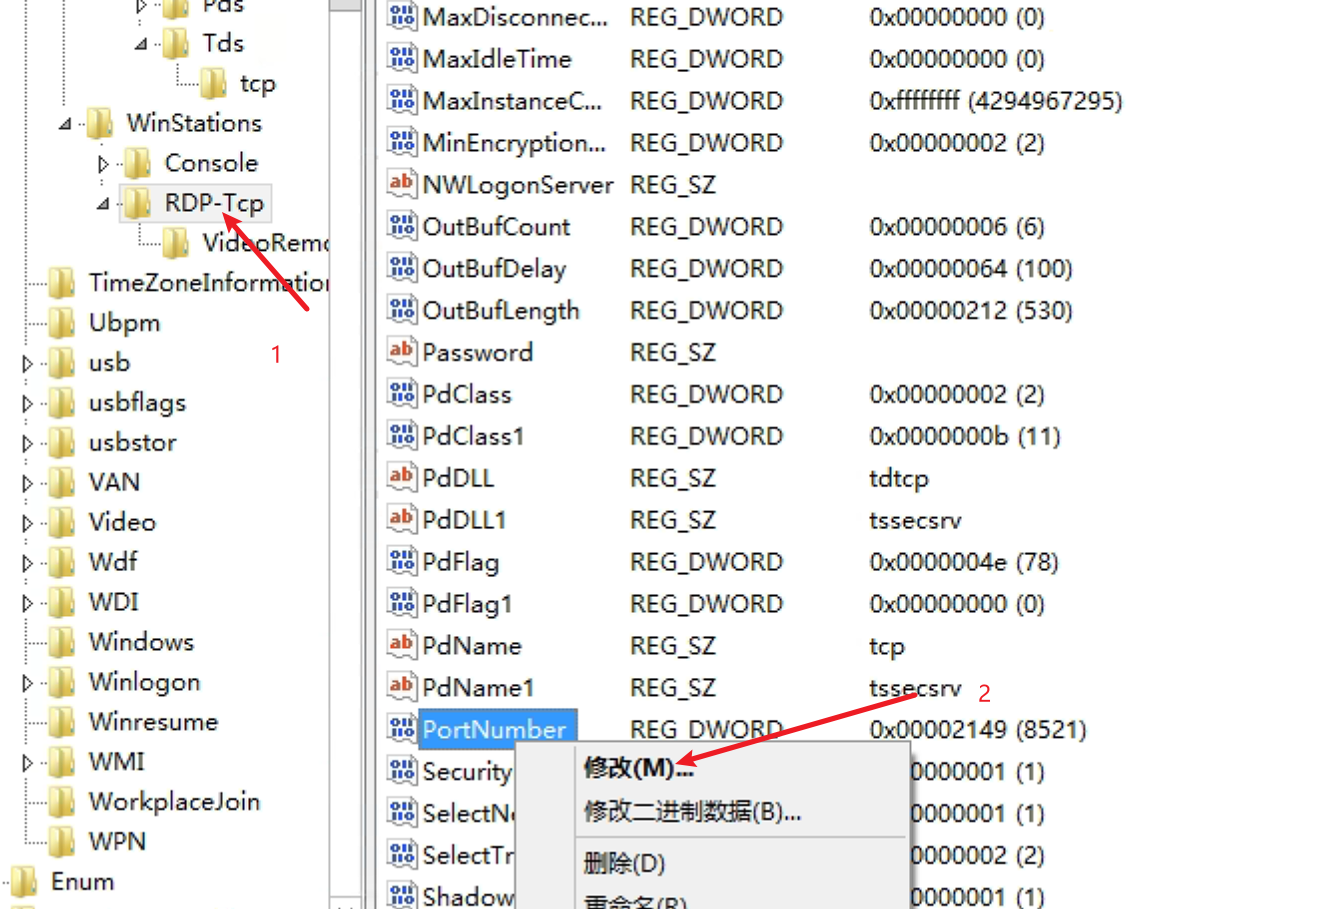 Pds
Tds
tcp
WinStations
Console
RDP-Tcp
VideoRemo
TimeZoneInformation
Ubpm
usb
usbflags
usbstor
VAN
Video
Wdf
WDI
Windows
Winlogon
Winresume
WMI
WorkplaceJoin
WPN
Enum
1
MaxDisconnec... REG_DWORD 0x00000000 (0)
MaxIdleTime REG_DWORD 0x00000000 (0)
MaxInstanceC... REG_DWORD 0xffffffff (4294967295)
MinEncryption... REG_DWORD 0x00000002 (2)
NWLogonServer REG_SZ
OutBufCount REG_DWORD 0x00000006 (6)
OutBufDelay REG_DWORD 0x00000064 (100)
OutBufLength REG_DWORD 0x00000212 (530)
Password REG_SZ
PdClass REG_DWORD 0x00000002 (2)
PdClass1 REG_DWORD 0x0000000b (11)
PdDLL REG_SZ tdtcp
PdDLL1 REG_SZ tssecsrv
PdFlag REG_DWORD 0x0000004e (78)
PdFlag1 REG_DWORD 0x00000000 (0)
PdName REG_SZ tcp
PdName1 REG_SZ tssecsrv 2
PortNumber REG_DWORD 0x00002149 (8521)
Security 0000001 (1)
SelectNe 0000001 (1)
SelectTr 0000002 (2)
Shadow 0000001 (1)
修改(M)...
修改二进制数据(B)...
删除(D)
重命名(R)